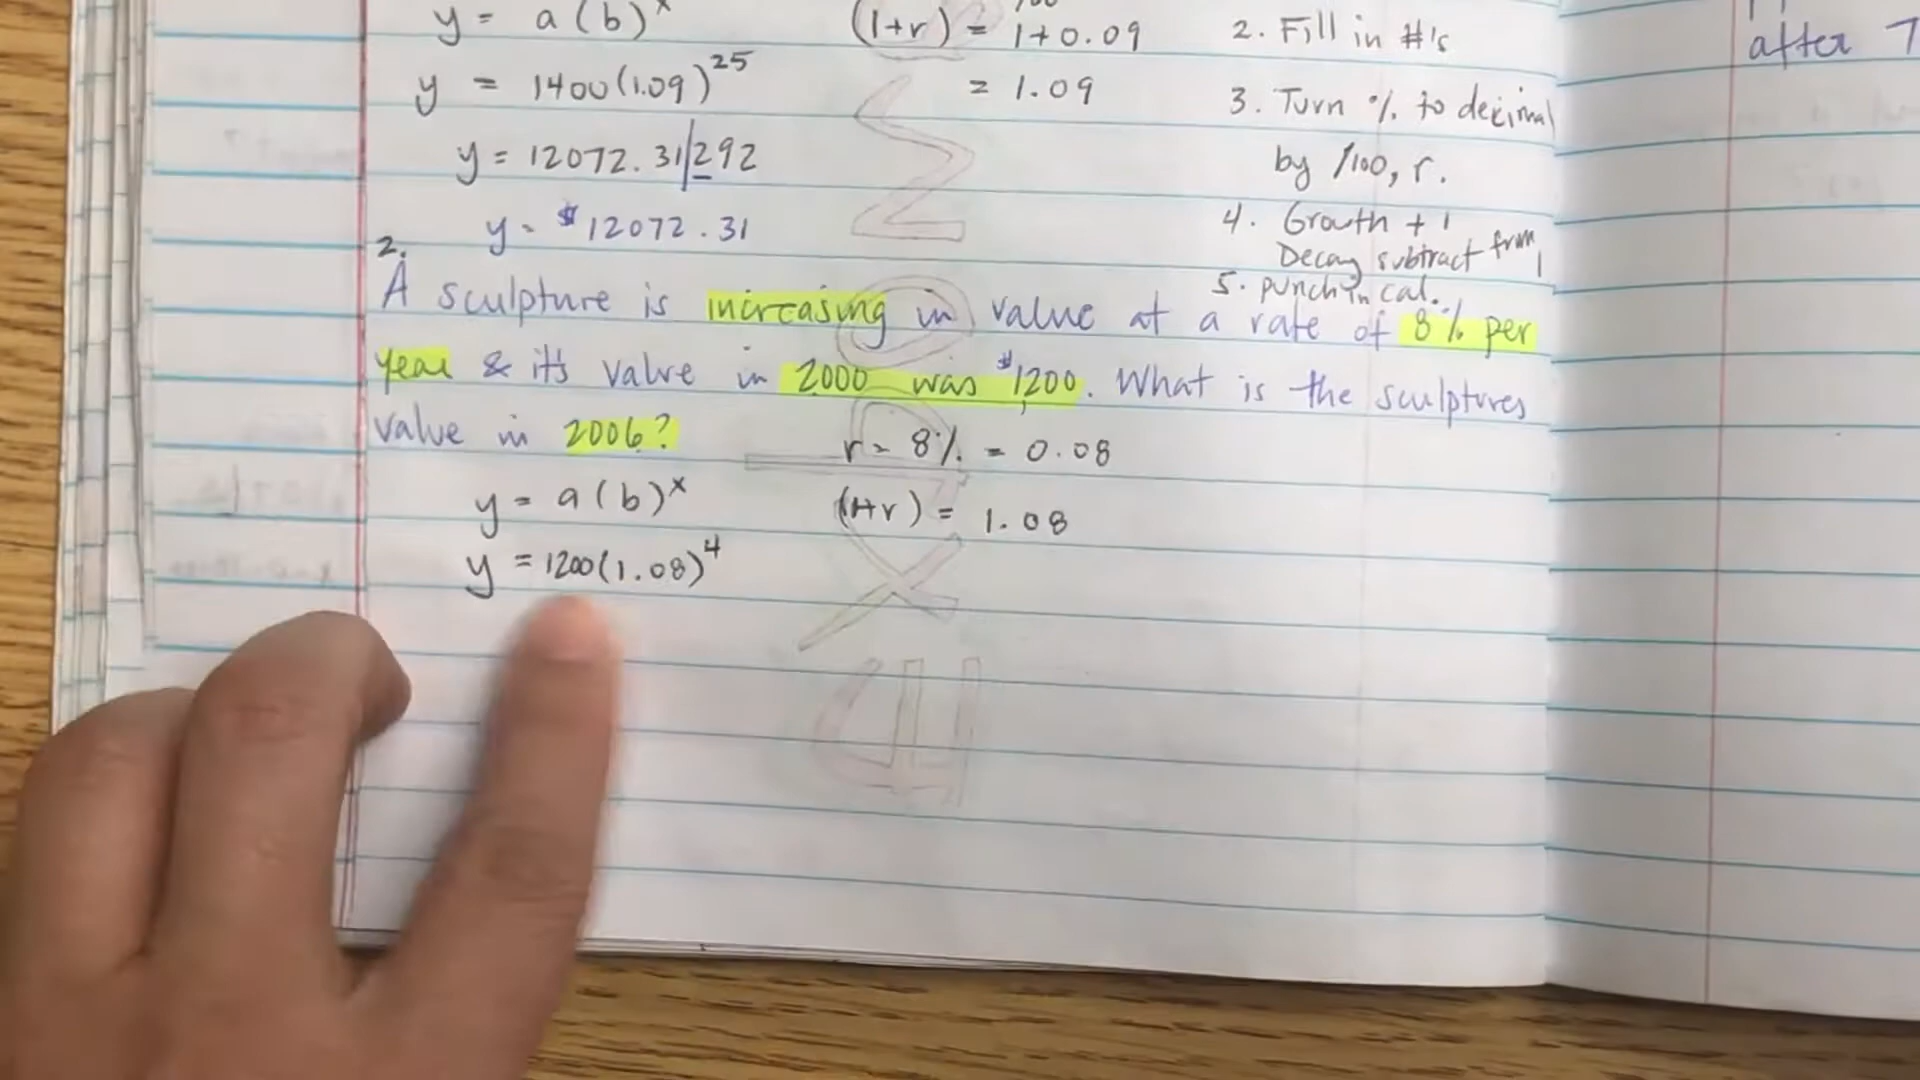 y = a(b)^x
(1+r) = 1+0.09
2. Fill in #'s
y = 1400(1.09)^25
= 1.09
3. Turn % to decimal
by /100, r.
y = 12072.31|292
y = $12072.31
4. Growth + 1
Decay subtract from 1
5. punch in cal.
2.
A sculpture is increasing in value at a rate of 8% per
year & it's value in 2000 was $1200. What is the sculptures
value in 2006?
r = 8% = 0.08
y = a(b)^x
(1+r) = 1.08
y = 1200(1.08)^4
after 7